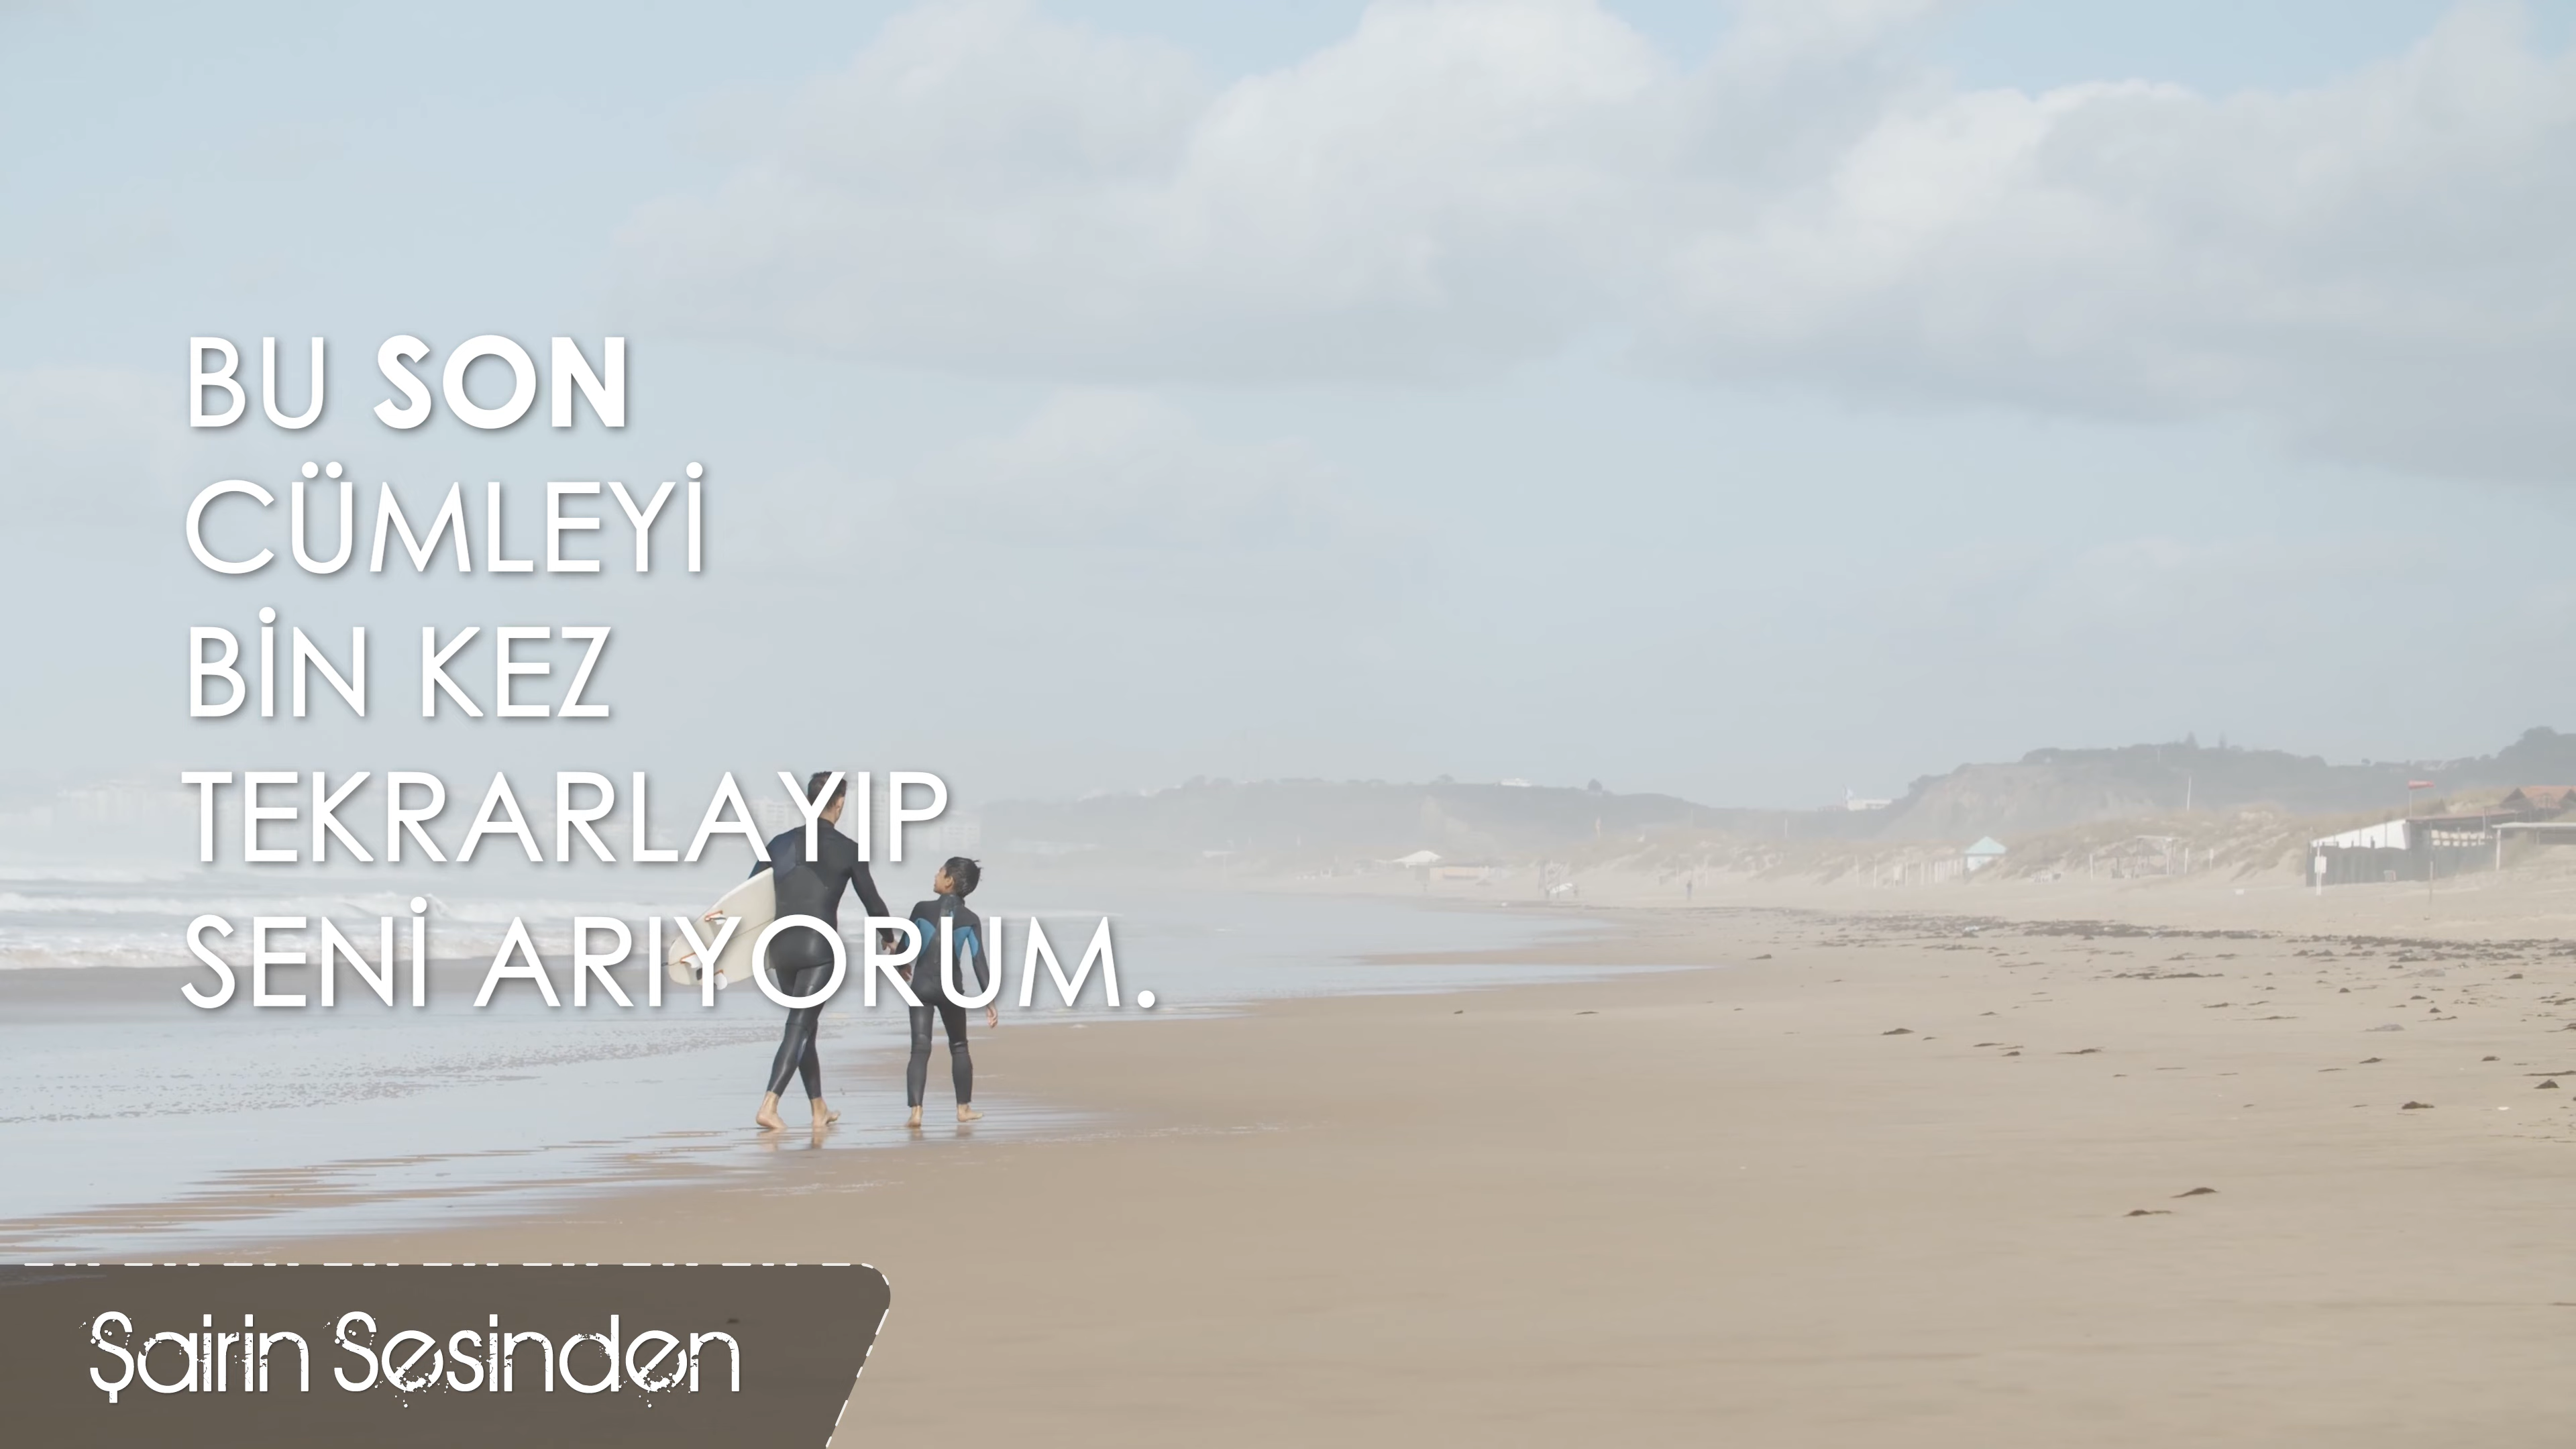 BU SON
CÜMLEYİ
BİN KEZ
TEKRARLAYIP
SENİ ARIYORUM.
Şairin Sesinden